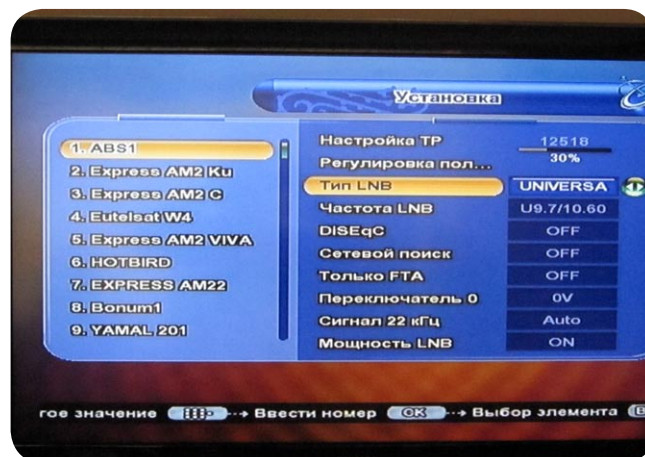 Установка
1. ABS1
2. Express AM2 Ku
3. Express AM2 C
4. Eutelsat W4
5. Express AM2 VIVA
6. HOTBIRD
7. EXPRESS AM22
8. Bonum1
9. YAMAL 201
Настройка TP 12518
Регулировка пол... 30%
Тип LNB UNIVERSA
Частота LNB U9.7/10.60
DISEqC OFF
Сетевой поиск OFF
Только FTA OFF
Переключатель 0 0V
Сигнал 22 кГц Auto
Мощность LNB ON
гое значение Ввести номер OK Выбор элемента